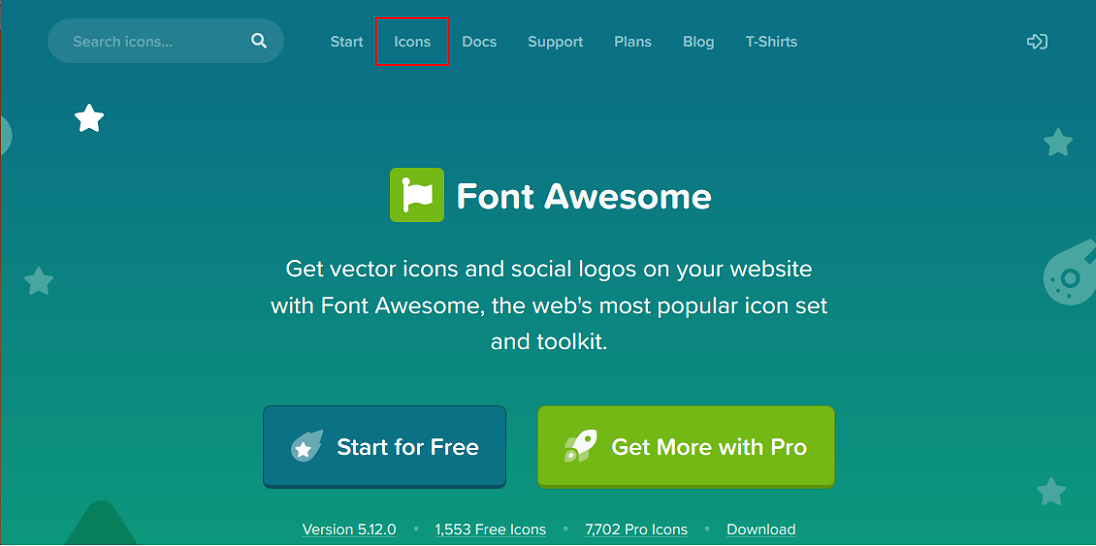 Search icons...
Start Icons Docs Support Plans Blog T-Shirts
Font Awesome
Get vector icons and social logos on your website
with Font Awesome, the web's most popular icon set
and toolkit.
Start for Free
Get More with Pro
Version 5.12.0 • 1,553 Free Icons • 7,702 Pro Icons • Download